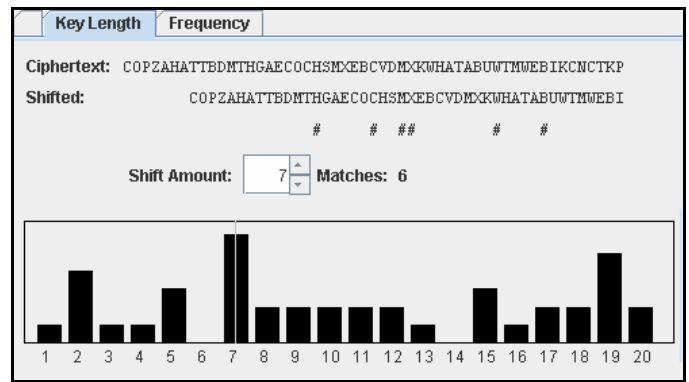 Key Length Frequency
Ciphertext: COPZAHATTBDMTHGAECOCHSMXEBCVDMXKWHATABUWTMWEBIKCNCTKP
Shifted: COPZAHATTBDMTHGAECOCHSMXEBCVDMXKWHATABUWTMWEBI
# # ## # #
Shift Amount: 7 Matches: 6
1 2 3 4 5 6 7 8 9 10 11 12 13 14 15 16 17 18 19 20